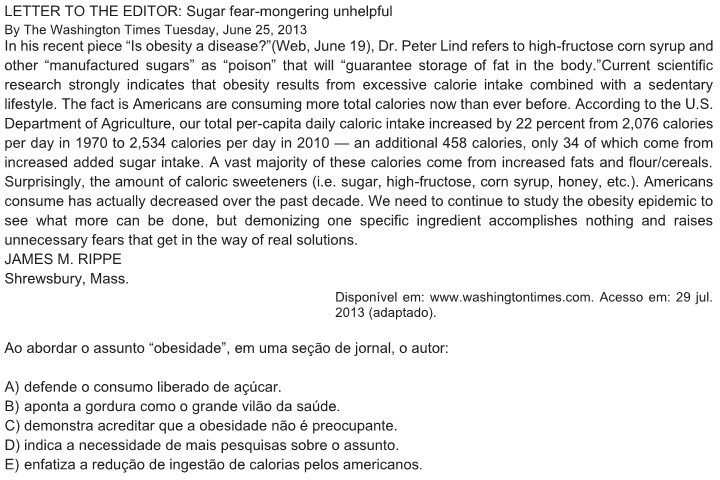 LETTER TO THE EDITOR: Sugar fear-mongering unhelpful
By The Washington Times Tuesday, June 25, 2013
In his recent piece “Is obesity a disease?”(Web, June 19), Dr. Peter Lind refers to high-fructose corn syrup and
other “manufactured sugars” as “poison” that will “guarantee storage of fat in the body.”Current scientific
research strongly indicates that obesity results from excessive calorie intake combined with a sedentary
lifestyle. The fact is Americans are consuming more total calories now than ever before. According to the U.S.
Department of Agriculture, our total per-capita daily caloric intake increased by 22 percent from 2,076 calories
per day in 1970 to 2,534 calories per day in 2010 — an additional 458 calories, only 34 of which come from
increased added sugar intake. A vast majority of these calories come from increased fats and flour/cereals.
Surprisingly, the amount of caloric sweeteners (i.e. sugar, high-fructose, corn syrup, honey, etc.). Americans
consume has actually decreased over the past decade. We need to continue to study the obesity epidemic to
see what more can be done, but demonizing one specific ingredient accomplishes nothing and raises
unnecessary fears that get in the way of real solutions.
JAMES M. RIPPE
Shrewsbury, Mass.
Disponível em: www.washingtontimes.com. Acesso em: 29 jul.
2013 (adaptado).
Ao abordar o assunto “obesidade”, em uma seção de jornal, o autor:
A) defende o consumo liberado de açúcar.
B) aponta a gordura como o grande vilão da saúde.
C) demonstra acreditar que a obesidade não é preocupante.
D) indica a necessidade de mais pesquisas sobre o assunto.
E) enfatiza a redução de ingestão de calorias pelos americanos.